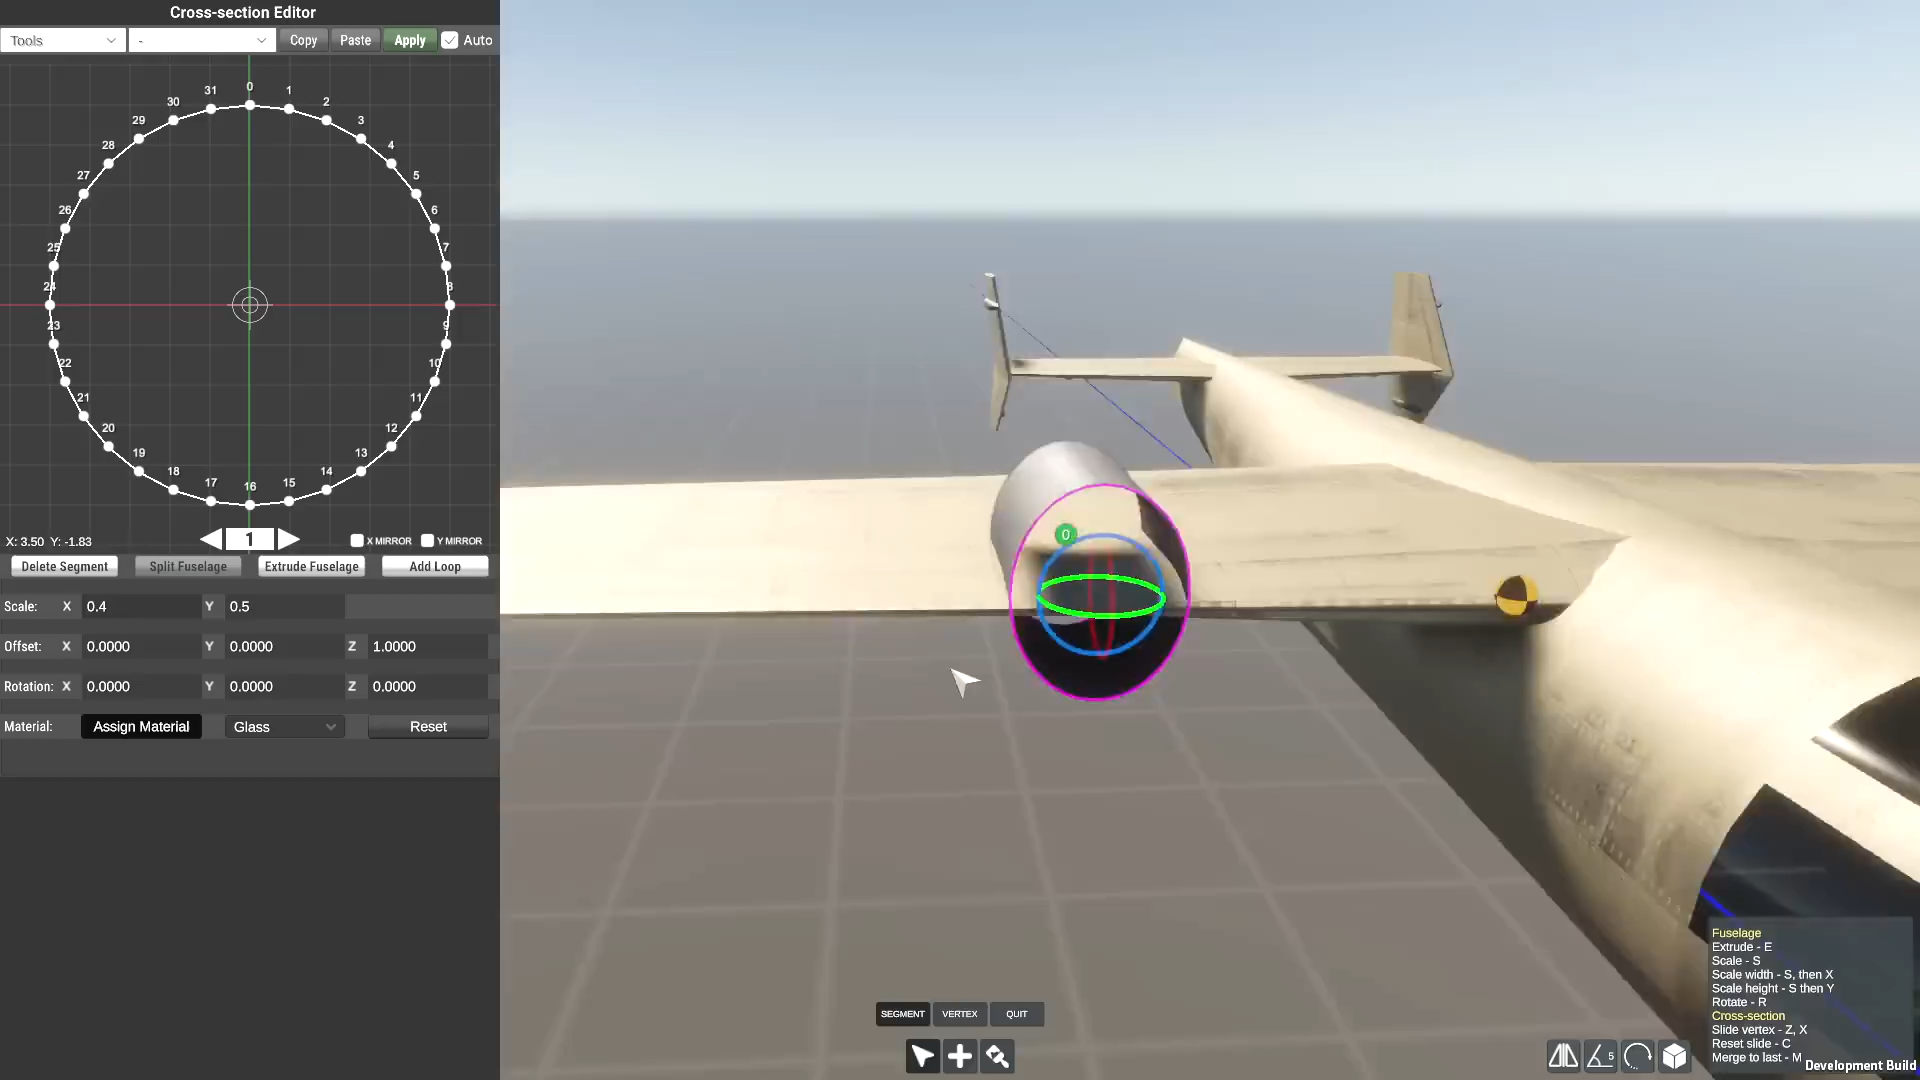 Cross-section Editor
Tools - Copy Paste Apply Auto
0
31 1
30 2
29 3
28 4
27 5
26 6
25 7
24 8
23 9
22 10
21 11
20 12
19 13
18 14
17 16 15
X: 3.50 Y: -1.83 1 X MIRROR Y MIRROR
Delete Segment Split Fuselage Extrude Fuselage Add Loop
Scale: X 0.4 Y 0.5
Offset: X 0.0000 Y 0.0000 Z 1.0000
Rotation: X 0.0000 Y 0.0000 Z 0.0000
Material: Assign Material Glass Reset
0
SEGMENT VERTEX QUIT
5
Fuselage
Extrude - E
Scale - S
Scale width - S, then X
Scale height - S then Y
Rotate - R
Cross-section
Slide vertex - Z, X
Reset slide - C
Merge to last - M
Development Build